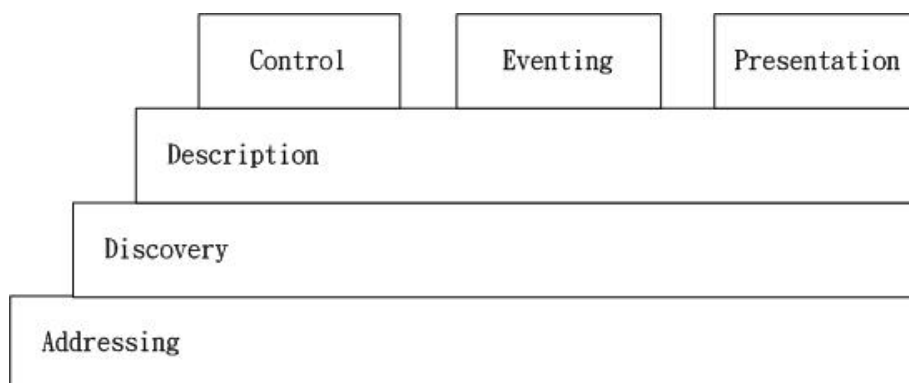 Control Eventing Presentation
Description
Discovery
Addressing